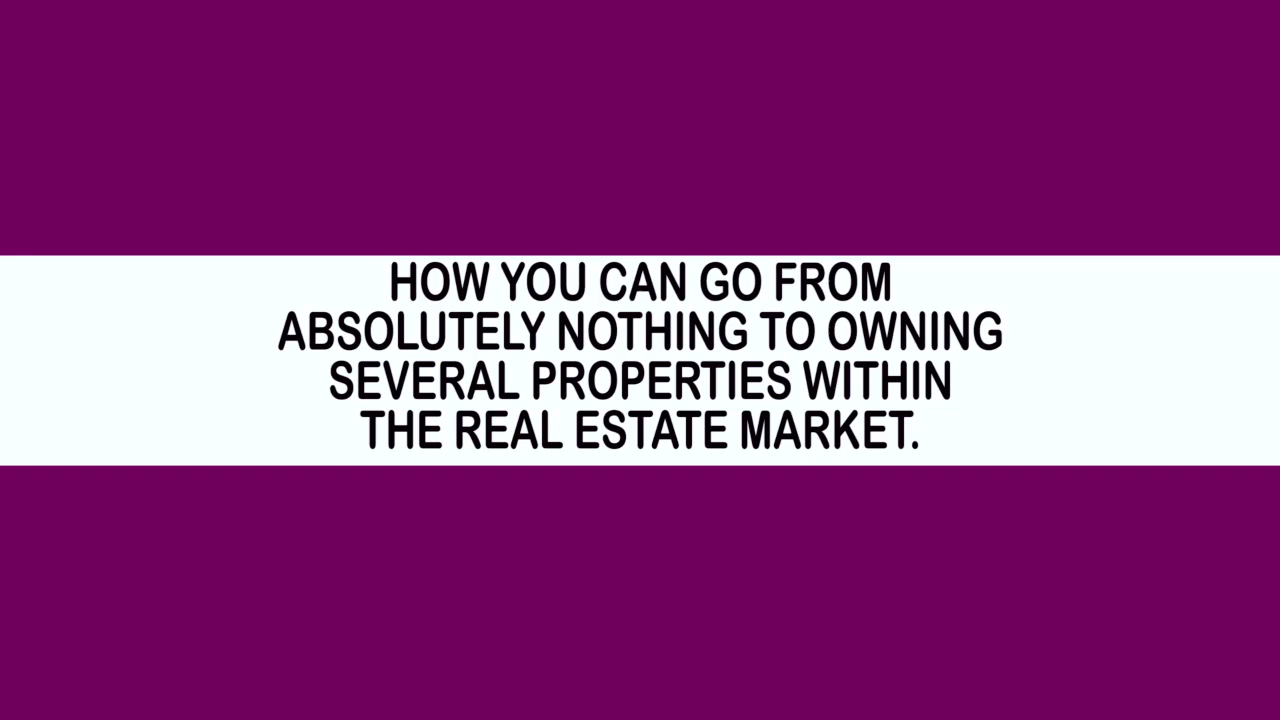 HOW YOU CAN GO FROM
ABSOLUTELY NOTHING TO OWNING
SEVERAL PROPERTIES WITHIN
THE REAL ESTATE MARKET.